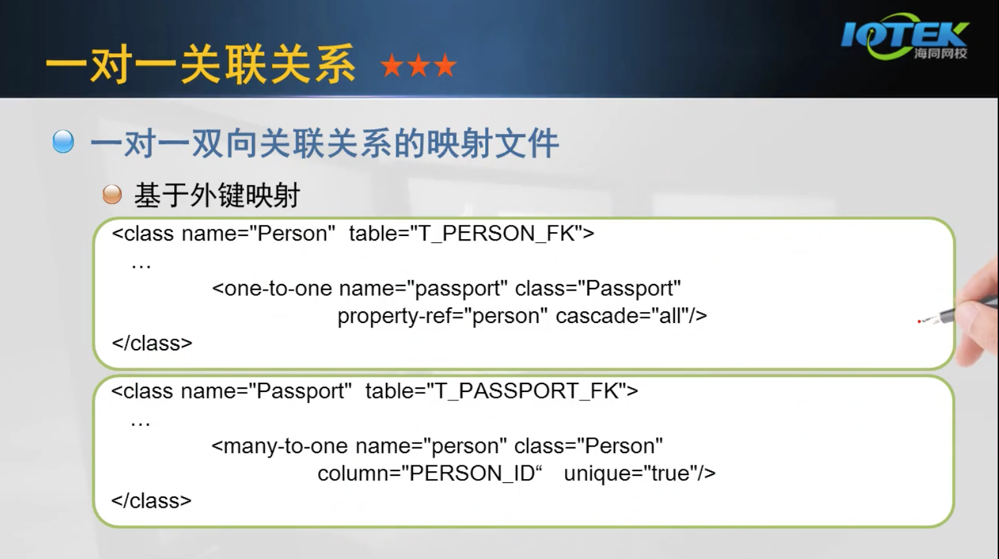 一对一关联关系 ★★★
IOTEK
海同网校
一对一双向关联关系的映射文件
基于外键映射
<class name="Person"  table="T_PERSON_FK">
…
<one-to-one name="passport" class="Passport"
property-ref="person" cascade="all"/>
</class>
<class name="Passport"  table="T_PASSPORT_FK">
…
<many-to-one name="person" class="Person"
column="PERSON_ID“   unique="true"/>
</class>